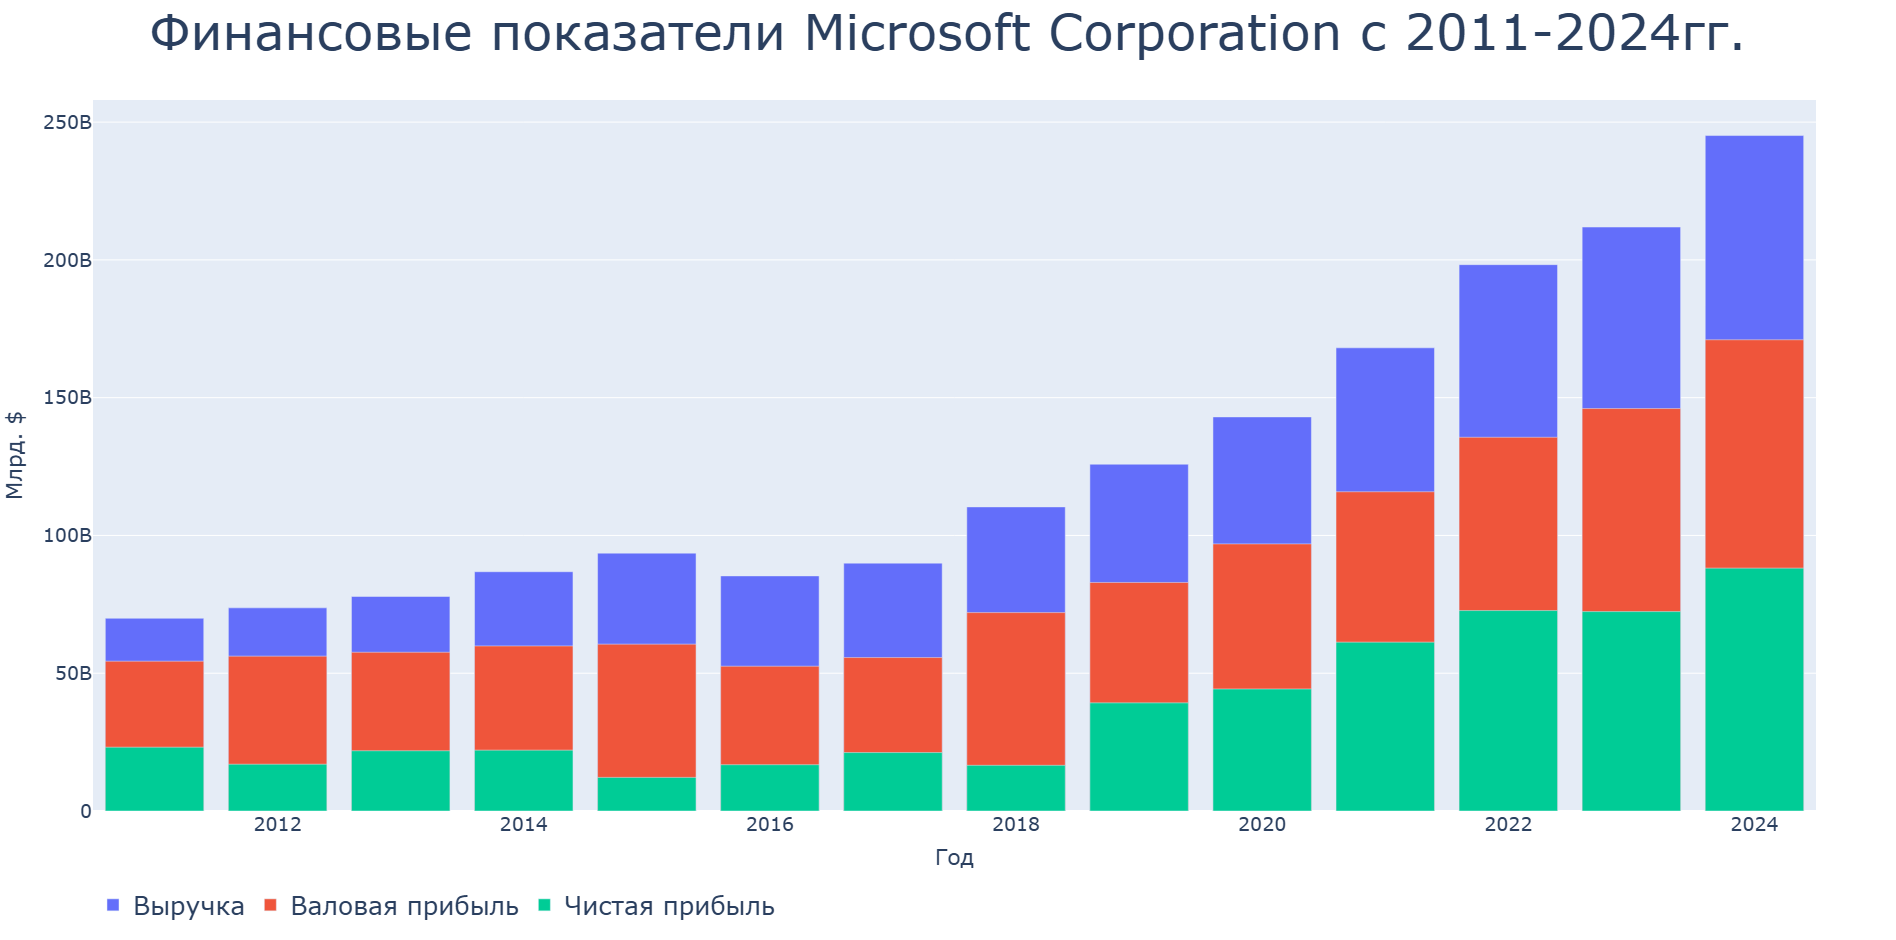 Финансовые показатели Microsoft Corporation с 2011-2024гг.
250B
200B
150B
100B
50B
0
Млрд. $
2012 2014 2016 2018 2020 2022 2024
Год
Выручка Валовая прибыль Чистая прибыль